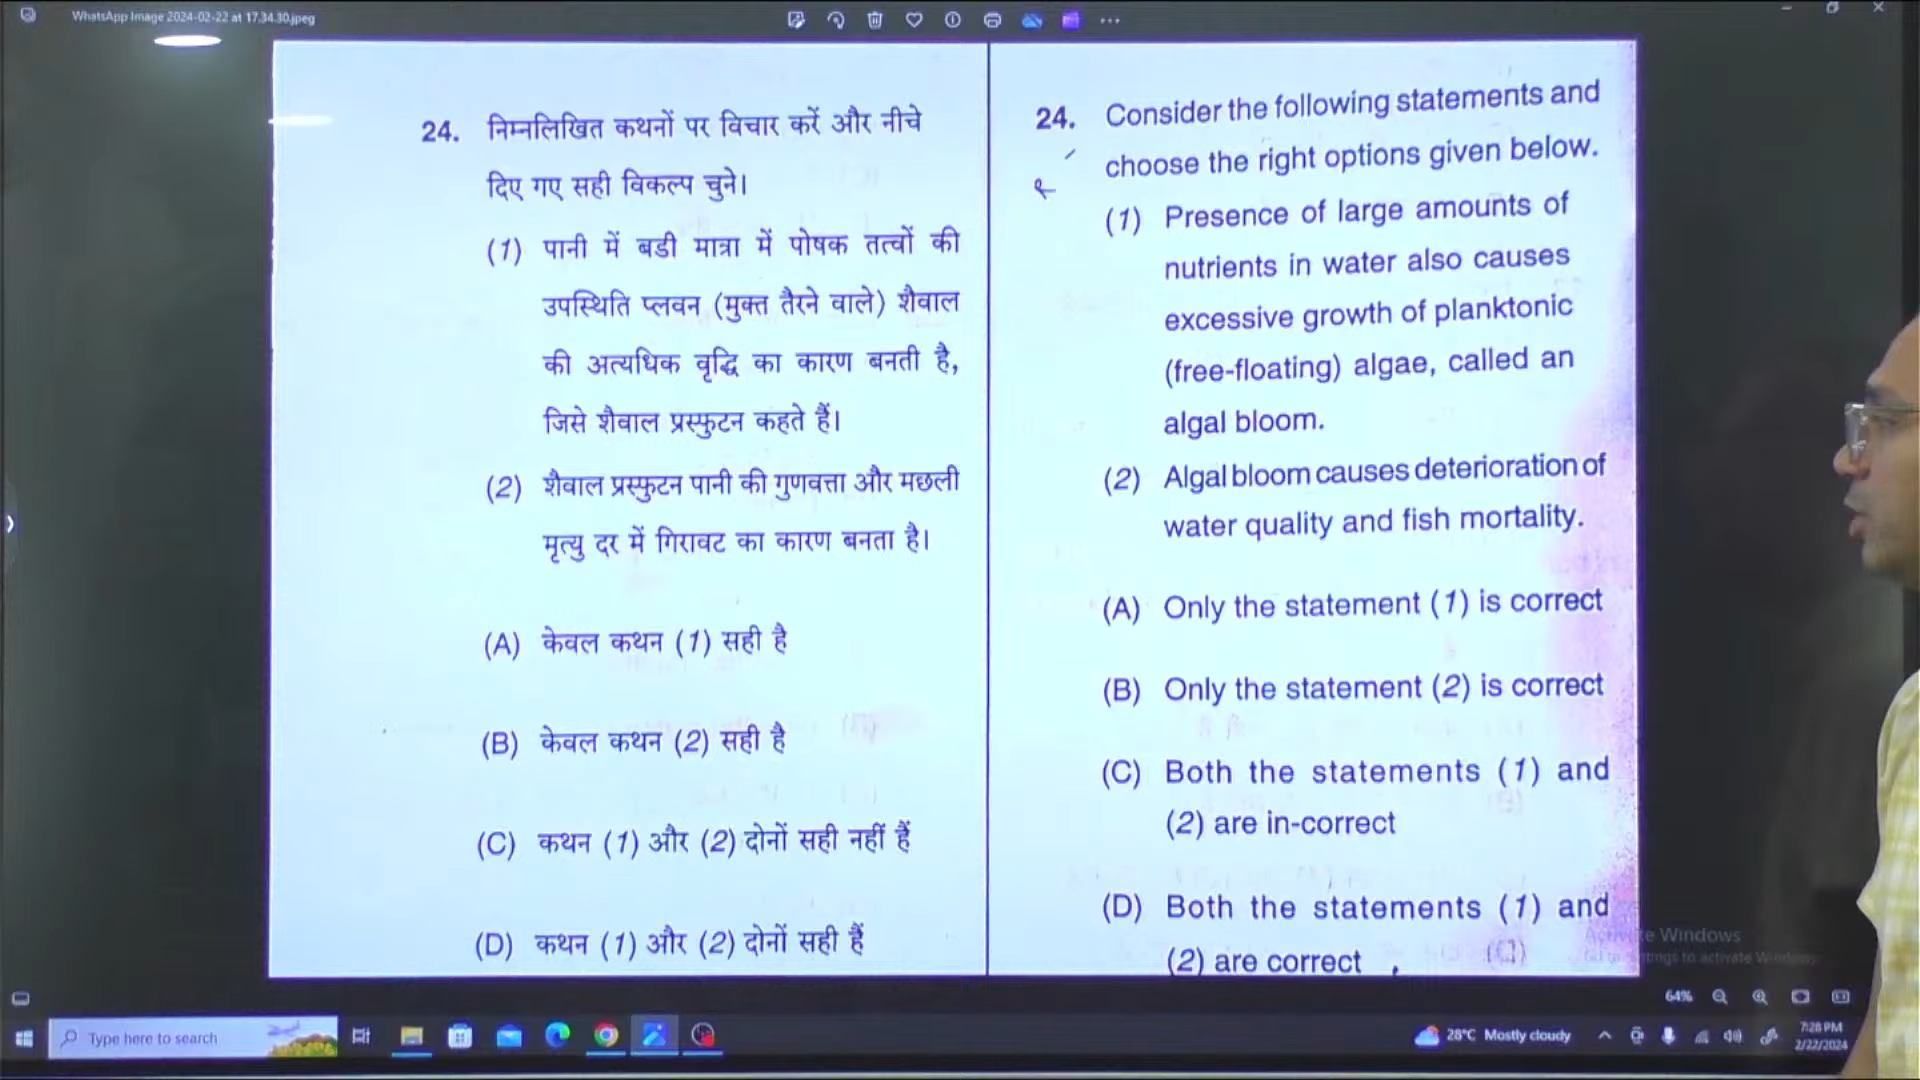 WhatsApp Image 2024-02-22 at 17.34.30.jpeg
24. निम्नलिखित कथनों पर विचार करें और नीचे
दिए गए सही विकल्प चुने।
(1) पानी में बडी मात्रा में पोषक तत्वों की
उपस्थिति प्लवन (मुक्त तैरने वाले) शैवाल
की अत्यधिक वृद्धि का कारण बनती है,
जिसे शैवाल प्रस्फुटन कहते हैं।
(2) शैवाल प्रस्फुटन पानी की गुणवत्ता और मछली
मृत्यु दर में गिरावट का कारण बनता है।
(A) केवल कथन (1) सही है
(B) केवल कथन (2) सही है
(C) कथन (1) और (2) दोनों सही नहीं हैं
(D) कथन (1) और (2) दोनों सही हैं
24. Consider the following statements and
choose the right options given below.
(1) Presence of large amounts of
nutrients in water also causes
excessive growth of planktonic
(free-floating) algae, called an
algal bloom.
(2) Algal bloom causes deterioration of
water quality and fish mortality.
(A) Only the statement (1) is correct
(B) Only the statement (2) is correct
(C) Both the statements (1) and
(2) are in-correct
(D) Both the statements (1) and
(2) are correct
Windows
to activate Windows
64%
Type here to search
28°C Mostly cloudy
7:28 PM
2/22/2024